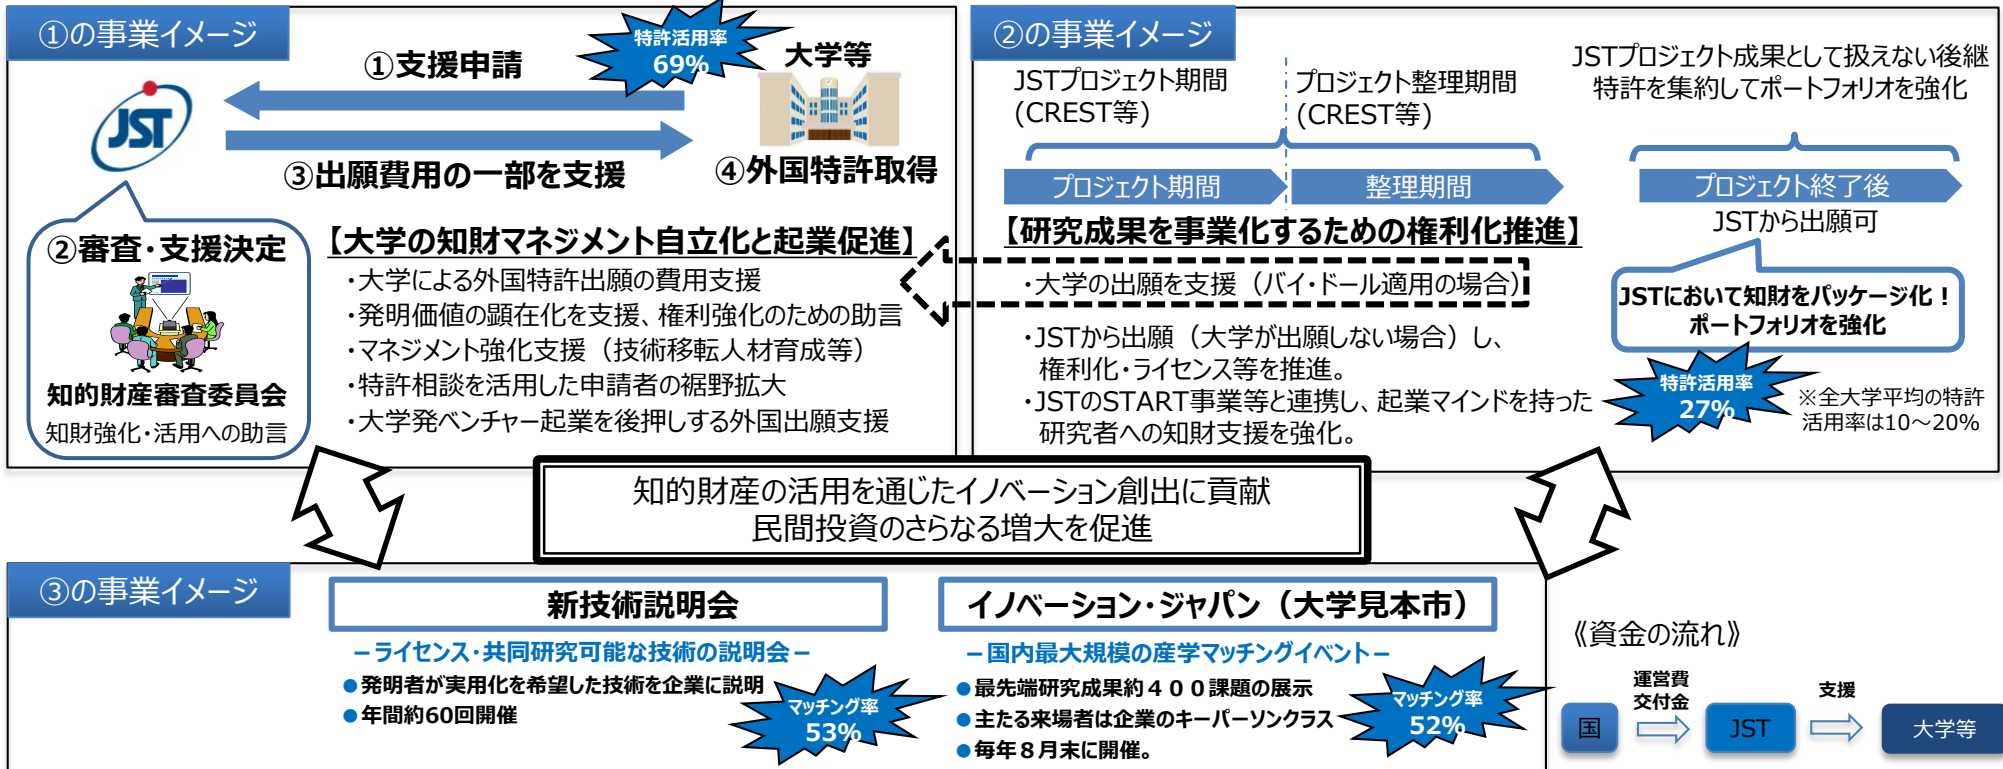 ①の事業イメージ
①支援申請
特許活用率
69%
大学等
JST
③出願費用の一部を支援
④外国特許取得
②審査・支援決定
知的財産審査委員会
知財強化・活用への助言
【大学の知財マネジメント自立化と起業促進】
・大学による外国特許出願の費用支援
・発明価値の顕在化を支援、権利強化のための助言
・マネジメント強化支援（技術移転人材育成等）
・特許相談を活用した申請者の裾野拡大
・大学発ベンチャー起業を後押しする外国出願支援
②の事業イメージ
JSTプロジェクト期間
(CREST等)
プロジェクト整理期間
(CREST等)
JSTプロジェクト成果として扱えない後継
特許を集約してポートフォリオを強化
プロジェクト期間
整理期間
プロジェクト終了後
JSTから出願可
【研究成果を事業化するための権利化推進】
・大学の出願を支援（バイ・ドール適用の場合）
・JSTから出願（大学が出願しない場合）し、
権利化・ライセンス等を推進。
・JSTのSTART事業等と連携し、起業マインドを持った
研究者への知財支援を強化。
JSTにおいて知財をパッケージ化！
ポートフォリオを強化
特許活用率
27%
※全大学平均の特許
活用率は10～20%
知的財産の活用を通じたイノベーション創出に貢献
民間投資のさらなる増大を促進
③の事業イメージ
新技術説明会
－ライセンス・共同研究可能な技術の説明会－
●発明者が実用化を希望した技術を企業に説明
●年間約60回開催
マッチング率
53%
イノベーション・ジャパン（大学見本市）
－国内最大規模の産学マッチングイベント－
●最先端研究成果約４００課題の展示
●主たる来場者は企業のキーパーソンクラス
●毎年８月末に開催。
マッチング率
52%
《資金の流れ》
運営費
交付金
支援
国
JST
大学等